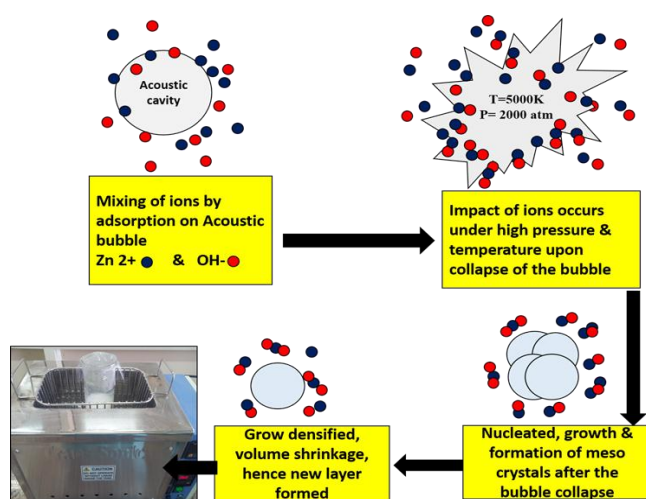 Acoustic
cavity
T=5000K
P= 2000 atm
Mixing of ions by
adsorption on Acoustic
bubble
Zn 2+ & OH-
Impact of ions occurs
under high pressure &
temperature upon
collapse of the bubble
Nucleated, growth &
formation of meso
crystals after the
bubble collapse
Grow densified,
volume shrinkage,
hence new layer
formed
CAUTION